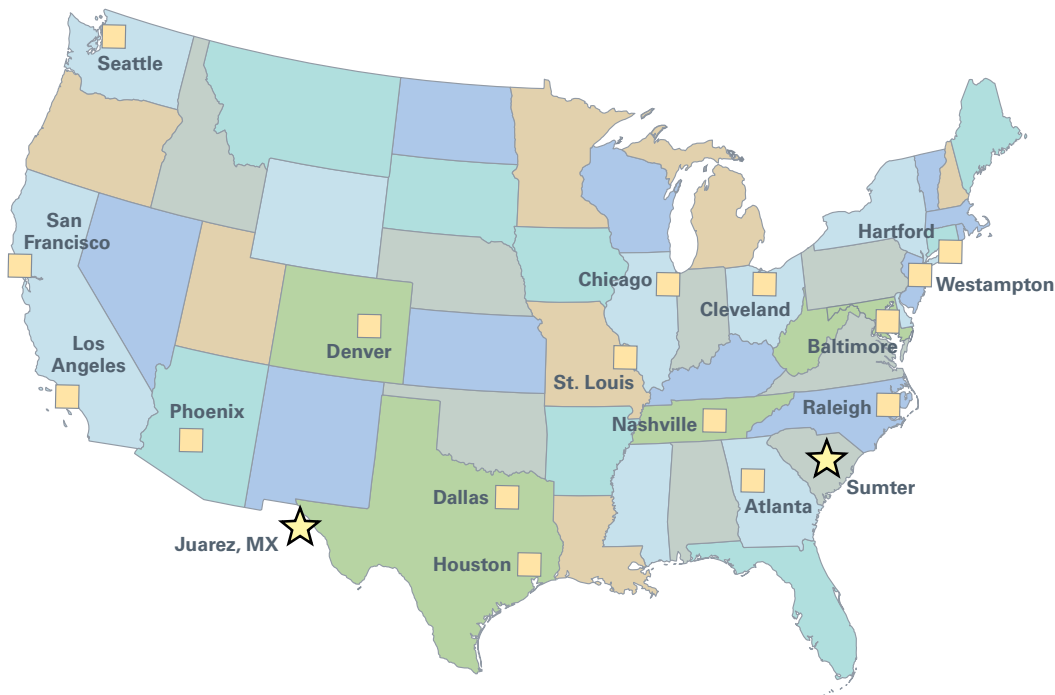 Seattle
San
Francisco
Los
Angeles
Phoenix
Denver
Juarez, MX
Dallas
Houston
St. Louis
Chicago
Nashville
Cleveland
Atlanta
Sumter
Raleigh
Baltimore
Westampton
Hartford